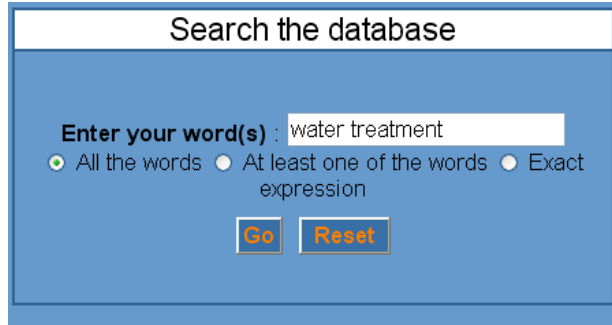 Search the database
Enter your word(s) : water treatment
All the words At least one of the words Exact
expression
Go Reset